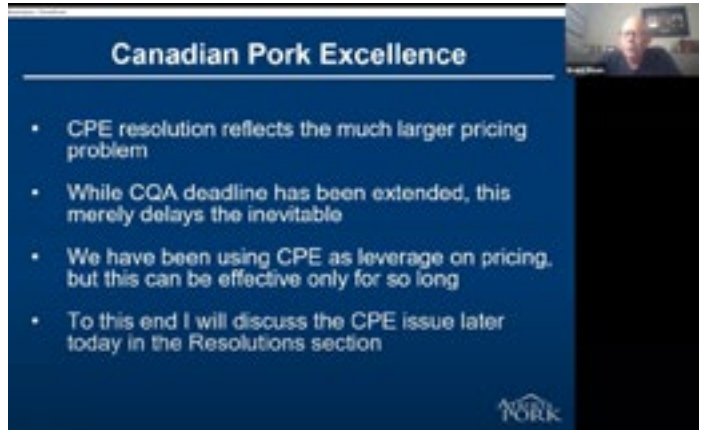 Canadian Pork Excellence
• CPE resolution reflects the much larger pricing
problem
• While CQA deadline has been extended, this
merely delays the inevitable
• We have been using CPE as leverage on pricing,
but this can be effective only for so long
• To this end I will discuss the CPE issue later
today in the Resolutions section
ALBERTA
PORK